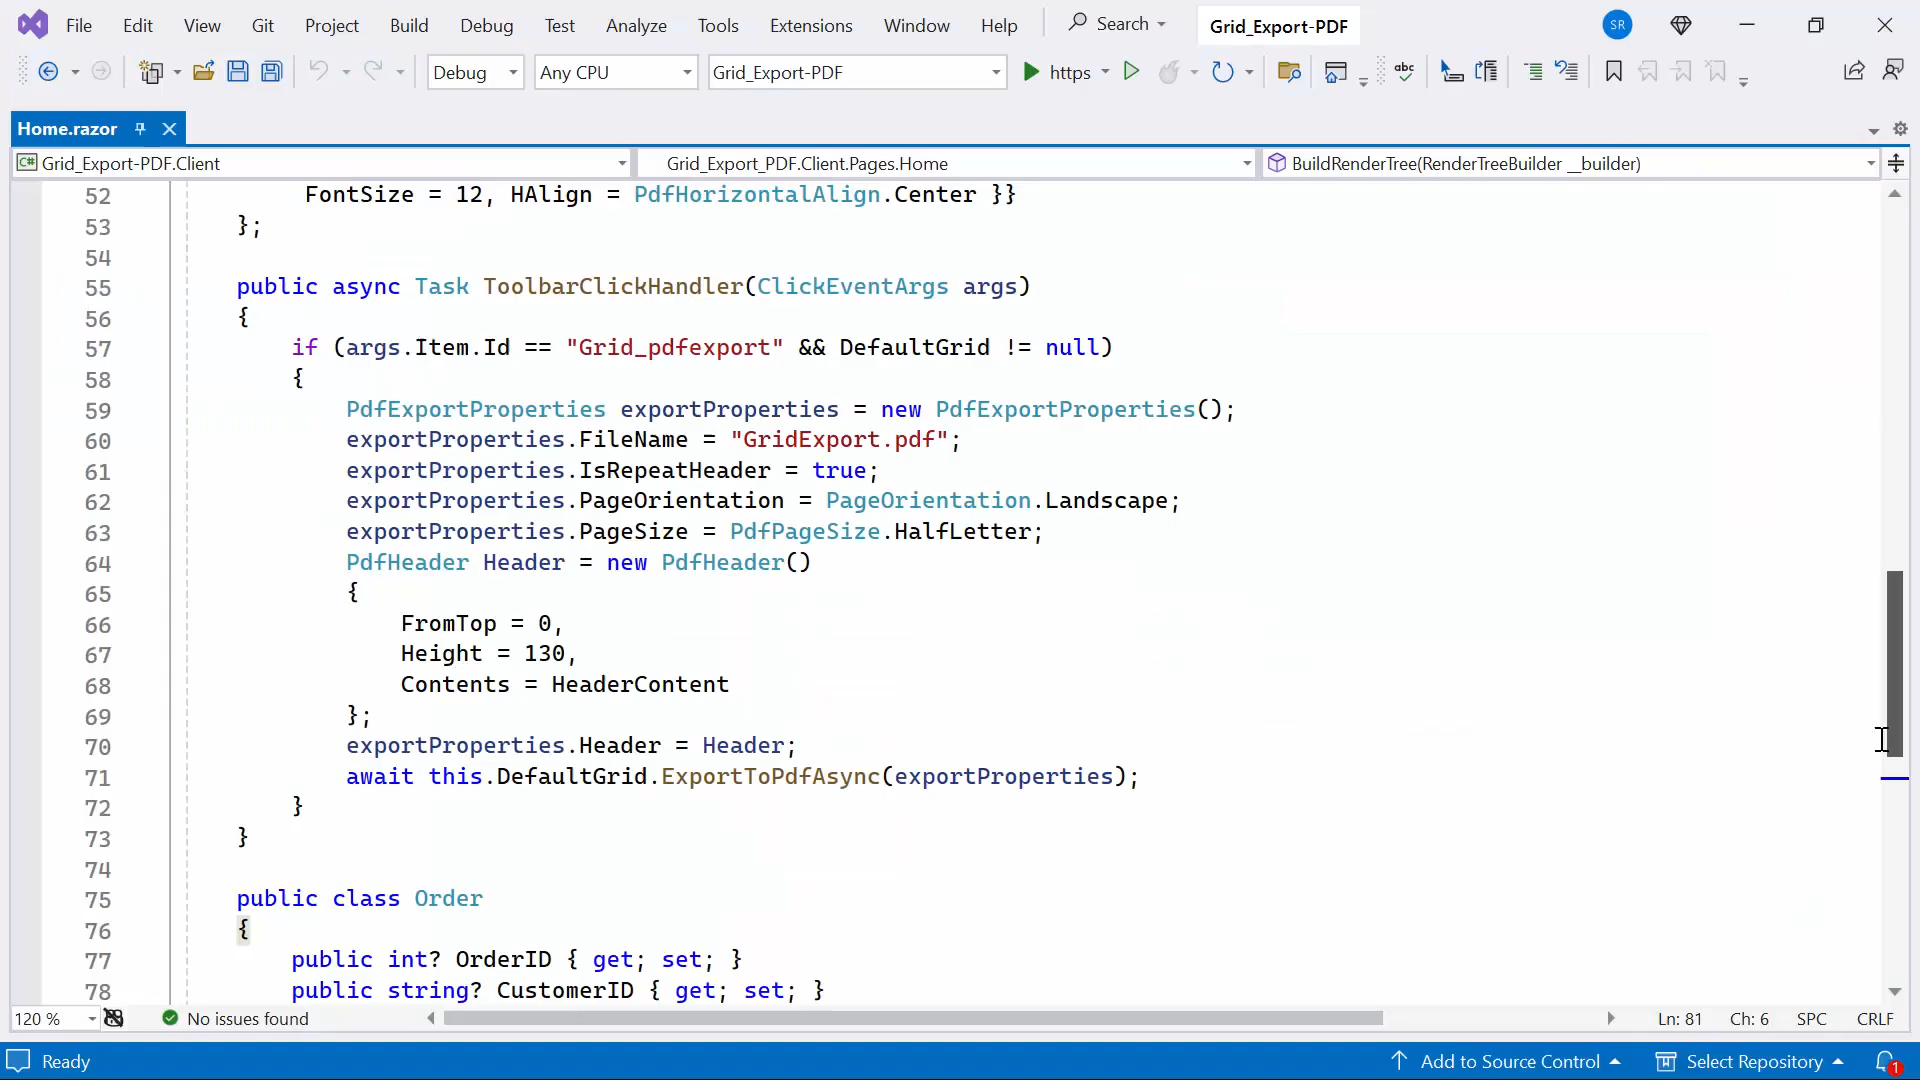 File Edit View Git Project Build Debug Test Analyze Tools Extensions Window Help Search Grid_Export-PDF SR
Debug Any CPU Grid_Export-PDF https abc
Home.razor
C# Grid_Export-PDF.Client Grid_Export_PDF.Client.Pages.Home BuildRenderTree(RenderTreeBuilder __builder)
52 FontSize = 12, HAlign = PdfHorizontalAlign.Center }}
53 };
54
55 public async Task ToolbarClickHandler(ClickEventArgs args)
56 {
57 if (args.Item.Id == "Grid_pdfexport" && DefaultGrid != null)
58 {
59 PdfExportProperties exportProperties = new PdfExportProperties();
60 exportProperties.FileName = "GridExport.pdf";
61 exportProperties.IsRepeatHeader = true;
62 exportProperties.PageOrientation = PageOrientation.Landscape;
63 exportProperties.PageSize = PdfPageSize.HalfLetter;
64 PdfHeader Header = new PdfHeader()
65 {
66 FromTop = 0,
67 Height = 130,
68 Contents = HeaderContent
69 };
70 exportProperties.Header = Header;
71 await this.DefaultGrid.ExportToPdfAsync(exportProperties);
72 }
73 }
74
75 public class Order
76 {
77 public int? OrderID { get; set; }
78 public string? CustomerID { get; set; }
120 % No issues found Ln: 81 Ch: 6 SPC CRLF
Ready Add to Source Control Select Repository 1